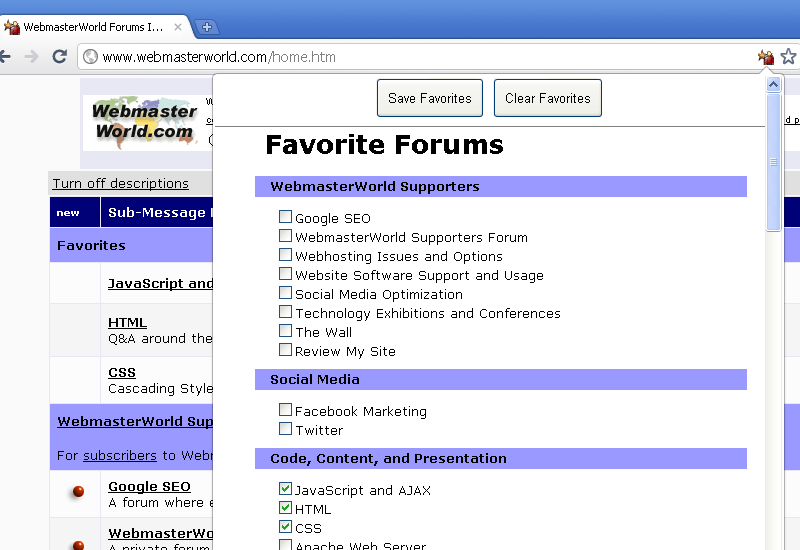 WebmasterWorld Forums I...
www.webmasterworld.com/home.htm
Webmaster
World.com
Save Favorites
Clear Favorites
Favorite Forums
WebmasterWorld Supporters
Google SEO
WebmasterWorld Supporters Forum
Webhosting Issues and Options
Website Software Support and Usage
Social Media Optimization
Technology Exhibitions and Conferences
The Wall
Review My Site
Social Media
Facebook Marketing
Twitter
Code, Content, and Presentation
JavaScript and AJAX
HTML
CSS
Apache Web Server
Turn off descriptions
new
Sub-Message
Favorites
JavaScript and
HTML
Q&A around the
CSS
Cascading Style
WebmasterWorld Sup
For subscribers to Webm
Google SEO
A forum where e
WebmasterWo
A private forum